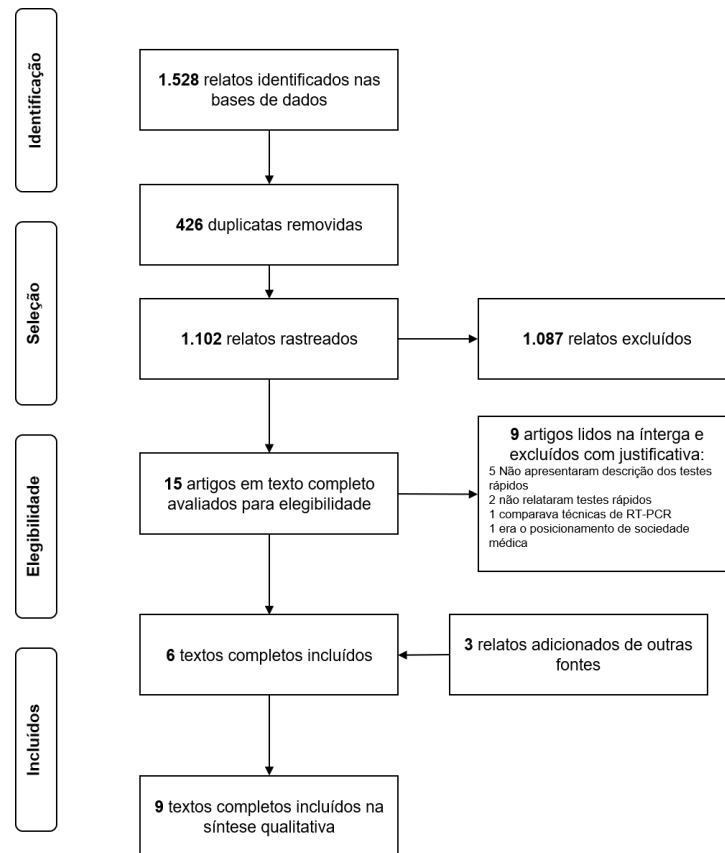 Identificação
1.528 relatos identificados nas
bases de dados
426 duplicatas removidas
Seleção
1.102 relatos rastreados
1.087 relatos excluídos
Elegibilidade
15 artigos em texto completo
avaliados para elegibilidade
9 artigos lidos na ínterga e
excluídos com justificativa:
5 Não apresentaram descrição dos testes
rápidos
2 não relataram testes rápidos
1 comparava técnicas de RT-PCR
1 era o posicionamento de sociedade
médica
6 textos completos incluídos
3 relatos adicionados de outras
fontes
Incluídos
9 textos completos incluídos na
síntese qualitativa